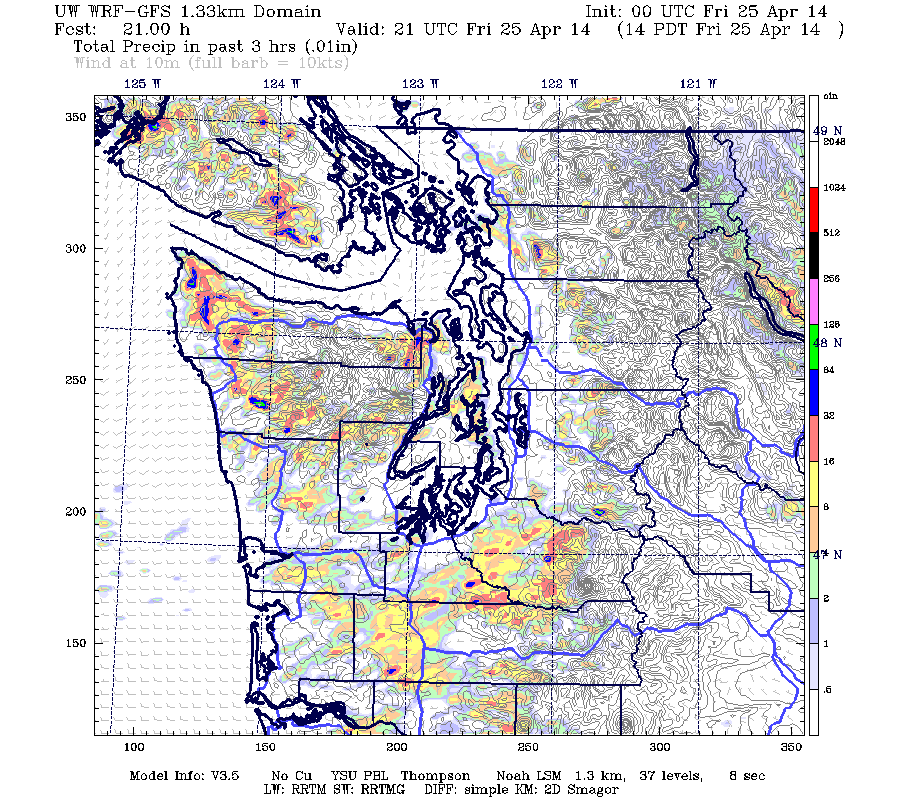 UW WRF-GFS 1.33km Domain Init: 00 UTC Fri 25 Apr 14
Fcst: 21.00 h Valid: 21 UTC Fri 25 Apr 14 (14 PDT Fri 25 Apr 14 )
Total Precip in past 3 hrs (.01in)
Wind at 10m (full barb = 10kts)
125 W 124 W 123 W 122 W 121 W
350
300
250
200
150
100 150 200 250 300 350
49 N
48 N
47 N
oin
2048
1024
512
256
128
64
32
16
8
4
2
1
.5
Model Info: V3.5 No Cu YSU PBL Thompson Noah LSM 1.3 km, 37 levels, 8 sec
LW: RRTM SW: RRTMG DIFF: simple KM: 2D Smagor